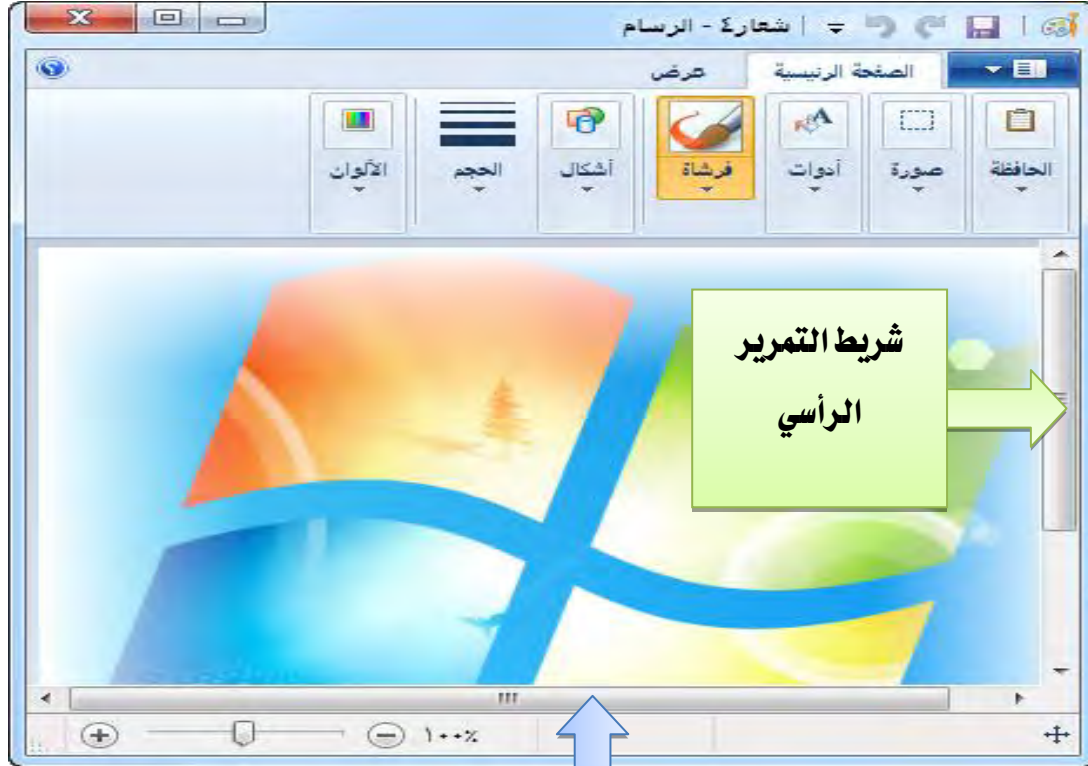 شعار٤ - الرسام
الصفحة الرئيسية
عرض
الحافظة
صورة
أدوات
فرشاة
أشكال
الحجم
الألوان
شريط التمرير
الرأسي
١٠٠٪